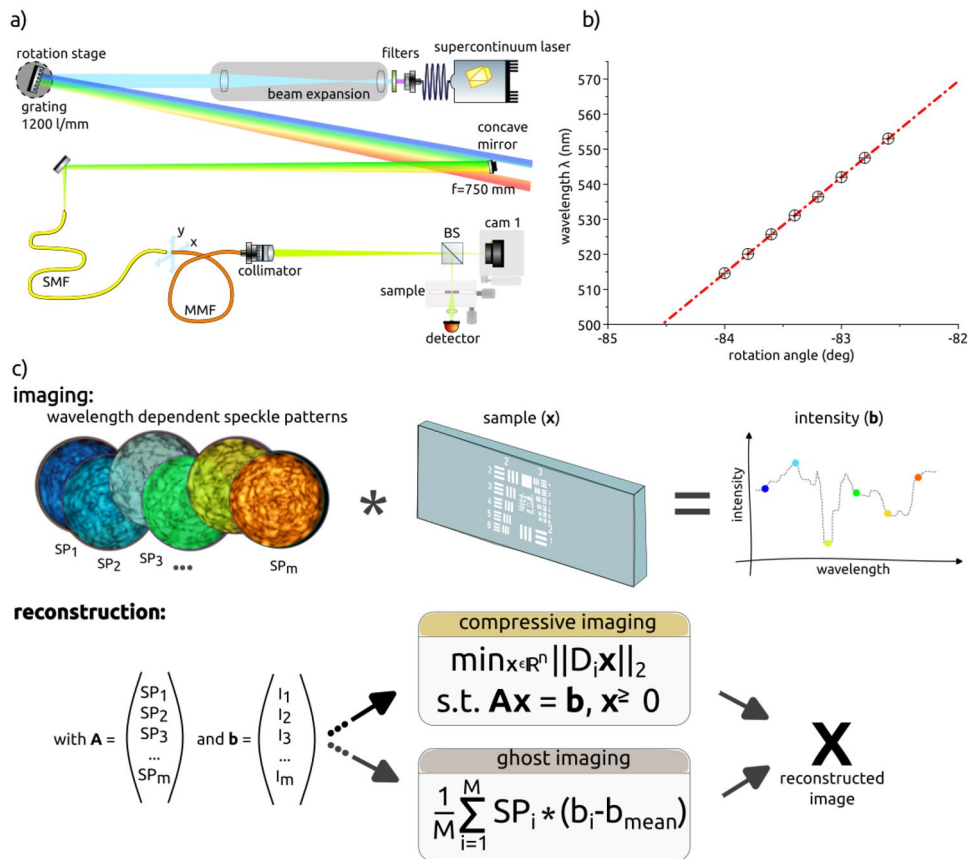 a)
supercontinuum laser
rotation stage
filters
beam expansion
grating
1200 l/mm
concave
mirror
f=750 mm
y
x
SMF
MMF
collimator
BS
cam 1
sample
detector
b)
wavelength λ (nm)
570
560
550
540
530
520
510
500
-85
-84
-83
-82
rotation angle (deg)
c)
imaging:
wavelength dependent speckle patterns
SP1
SP2
SP3
...
SPm
*
sample (x)
2
3
=
intensity (b)
intensity
wavelength
reconstruction:
with A =
SP1
SP2
SP3
...
SPm
and b =
I1
I2
I3
...
Im
compressive imaging
min x∈ℝⁿ ||Dᵢx||₂
s.t. Ax = b, x ≥ 0
ghost imaging
1/M M∑i=1 SPᵢ * (bᵢ-bmean)
X
reconstructed
image